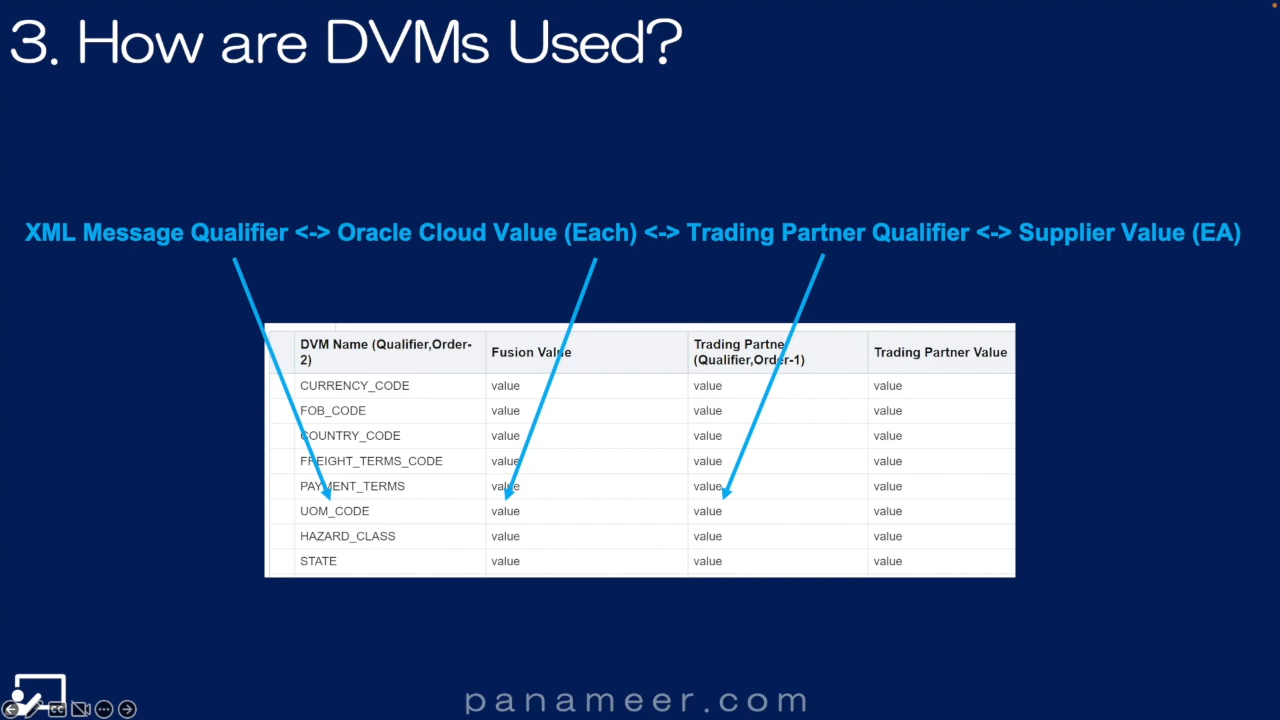 3. How are DVMs Used?
XML Message Qualifier <-> Oracle Cloud Value (Each) <-> Trading Partner Qualifier <-> Supplier Value (EA)
DVM Name (Qualifier,Order-2) Fusion Value Trading Partner (Qualifier,Order-1) Trading Partner Value
CURRENCY_CODE value value value
FOB_CODE value value value
COUNTRY_CODE value value value
FREIGHT_TERMS_CODE value value value
PAYMENT_TERMS value value value
UOM_CODE value value value
HAZARD_CLASS value value value
STATE value value value
CC
panameer.com